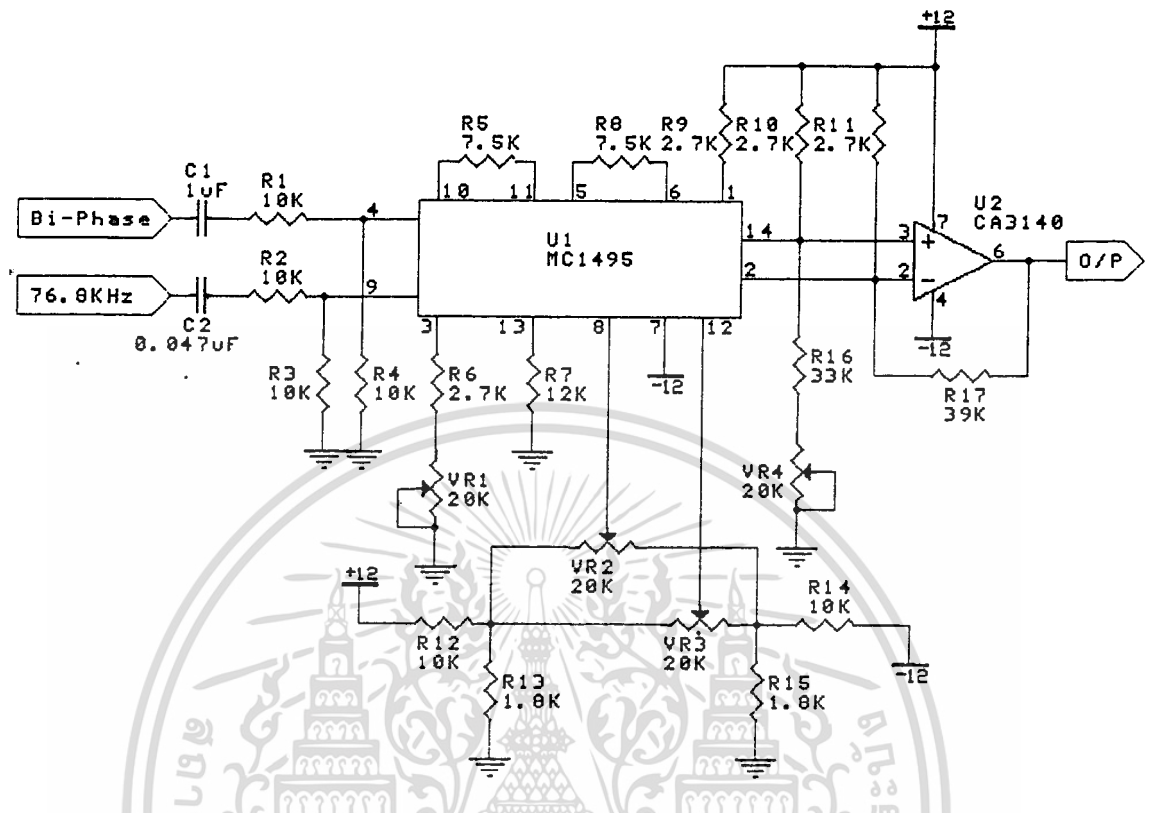 +12
R5
7.5K
R8
7.5K
R9
2.7K
R10
2.7K
R11
2.7K
C1
1uF
R1
10K
10
11
5
6
1
Bi-Phase
4
U1
MC1495
14
3
+
7
U2
CA3140
6
O/P
R2
10K
76.8KHz
9
2
2
-
4
C2
0.047uF
3
13
8
7
12
-12
-12
R3
10K
R4
10K
R6
2.7K
R7
12K
R16
33K
R17
39K
VR1
20K
VR4
20K
+12
VR2
20K
R14
10K
R12
10K
VR3
20K
-12
R13
1.8K
R15
1.8K